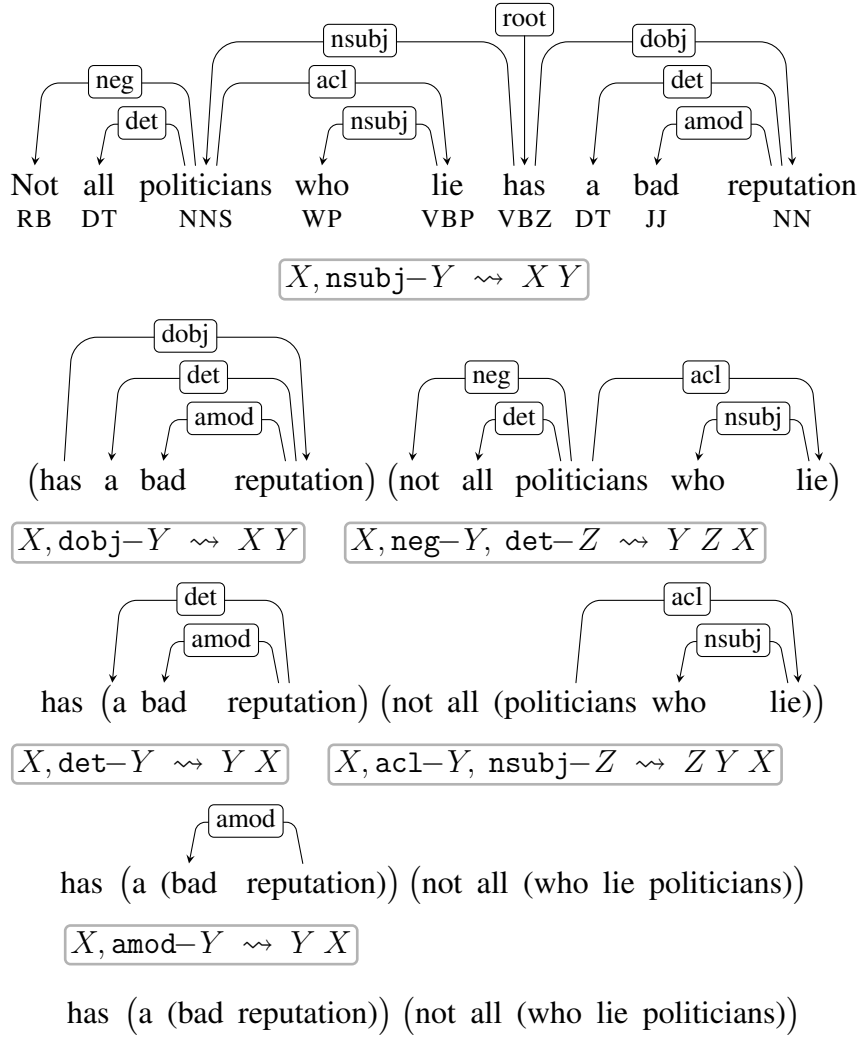 root
nsubj dobj
neg acl det
det nsubj amod
Not all politicians who lie has a bad reputation
RB DT NNS WP VBP VBZ DT JJ NN
X, nsubj–Y ⇝ X Y
dobj
det neg acl
amod det nsubj
(has a bad reputation) (not all politicians who lie)
X, dobj–Y ⇝ X Y X, neg–Y, det–Z ⇝ Y Z X
det acl
amod nsubj
has (a bad reputation) (not all (politicians who lie))
X, det–Y ⇝ Y X X, acl–Y, nsubj–Z ⇝ Z Y X
amod
has (a (bad reputation)) (not all (who lie politicians))
X, amod–Y ⇝ Y X
has (a (bad reputation)) (not all (who lie politicians))